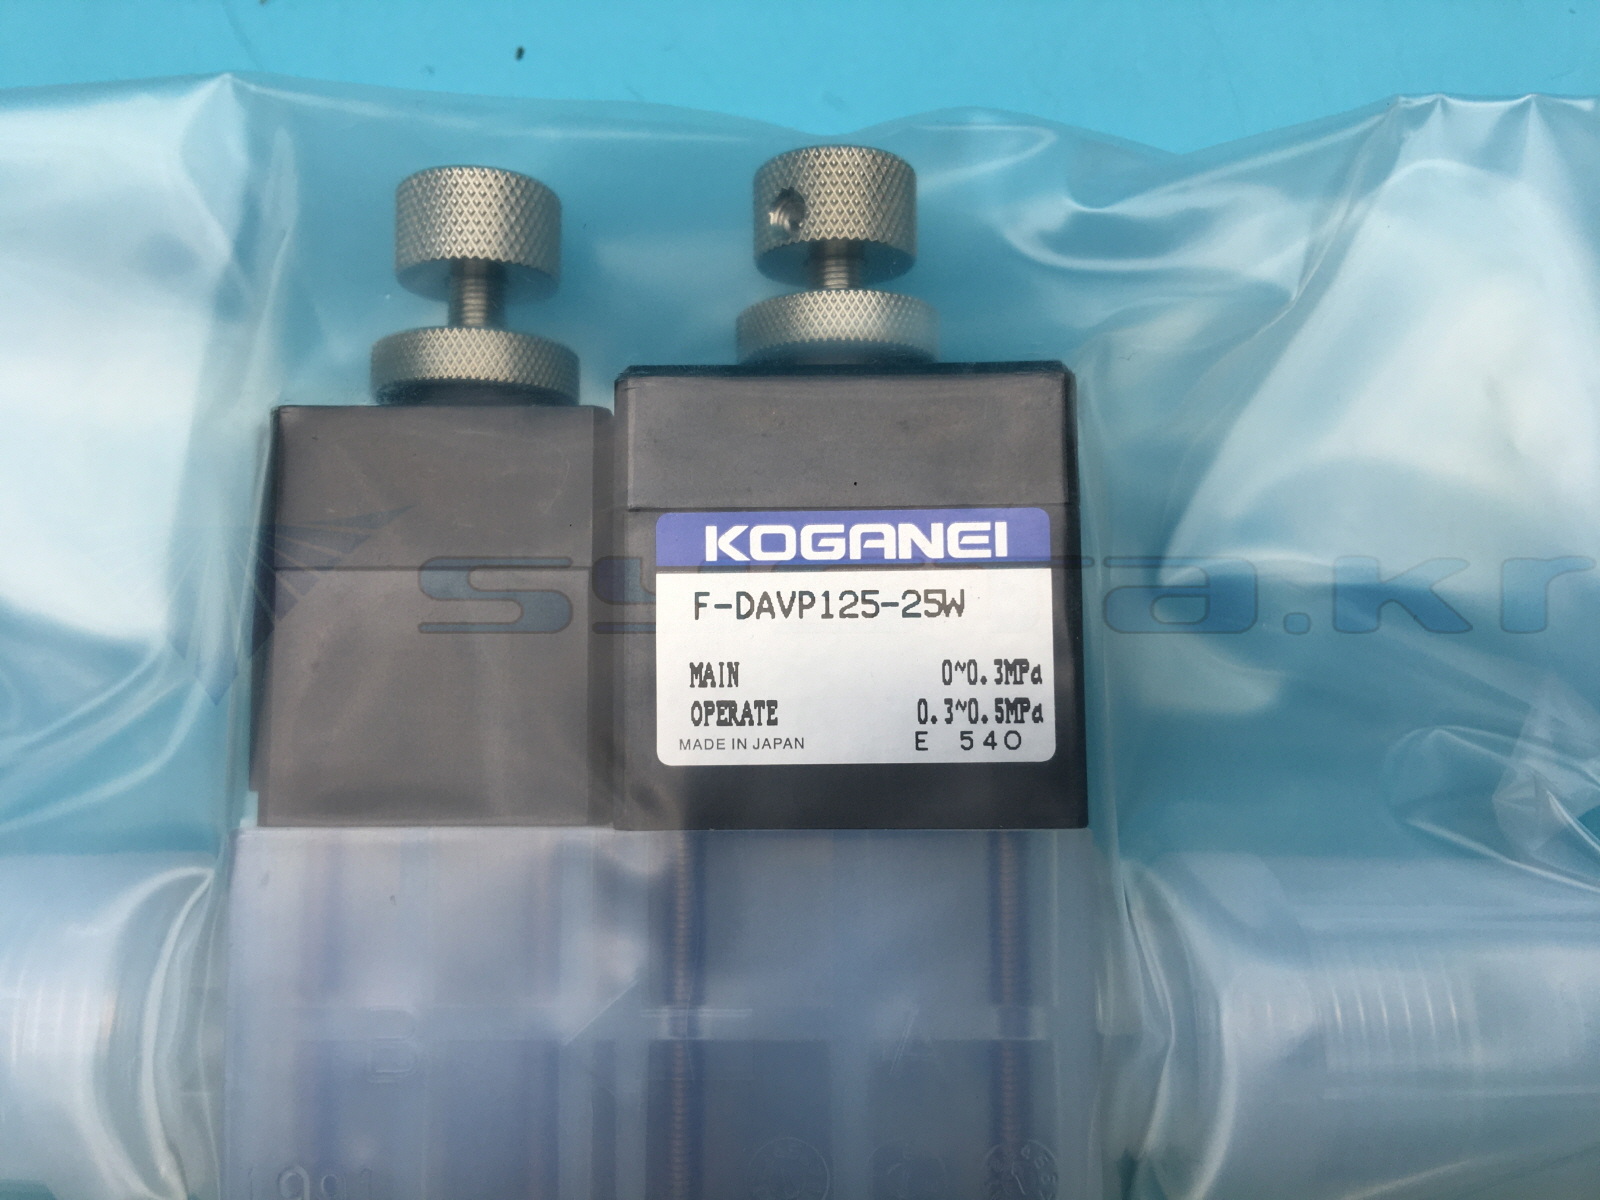 KOGANEI
F-DAVP125-25W
MAIN 0~0.3MPa
OPERATE 0.3~0.5MPa
MADE IN JAPAN E 540
B A